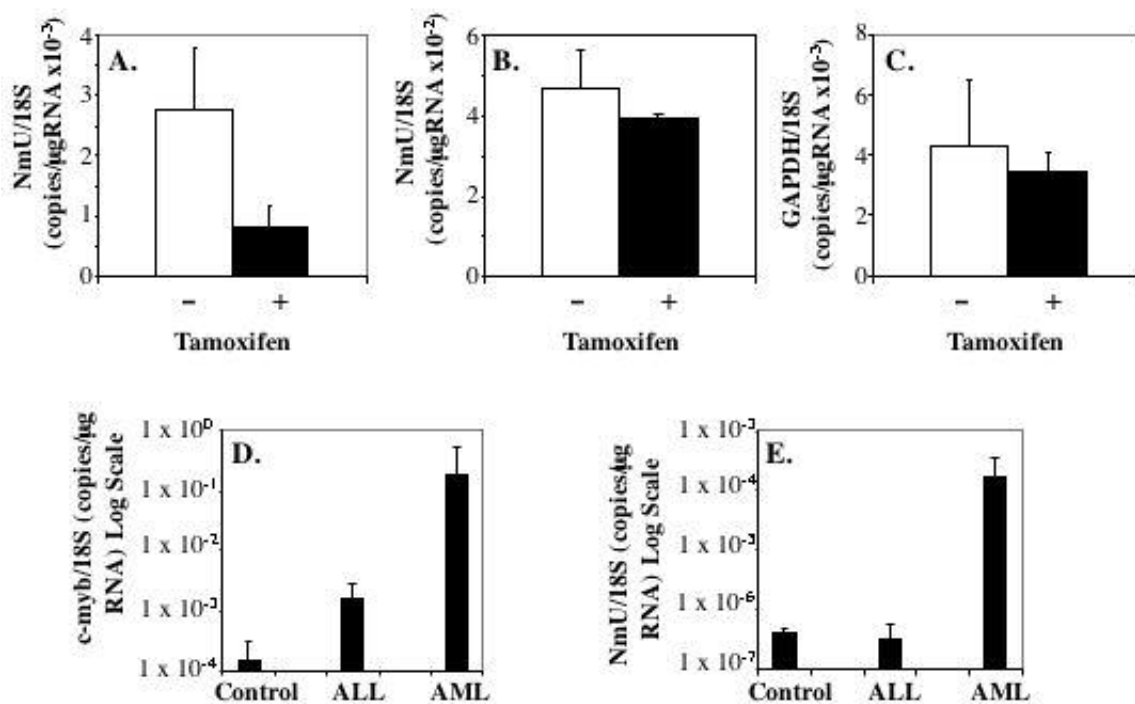 A.
NmU/18S
(copies/µgRNA x10⁻³)
4
3
2
1
0
- +
Tamoxifen
B.
NmU/18S
(copies/µgRNA x10⁻²)
6
4
2
0
- +
Tamoxifen
C.
GAPDH/18S
(copies/µgRNA x10⁻³)
8
6
4
2
0
- +
Tamoxifen
D.
c-myb/18S (copies/µg
RNA) Log Scale
1 x 10⁰
1 x 10⁻¹
1 x 10⁻²
1 x 10⁻³
1 x 10⁻⁴
Control ALL AML
E.
NmU/18S (copies/µg
RNA) Log Scale
1 x 10⁻³
1 x 10⁻⁴
1 x 10⁻³
1 x 10⁻⁶
1 x 10⁻⁷
Control ALL AML